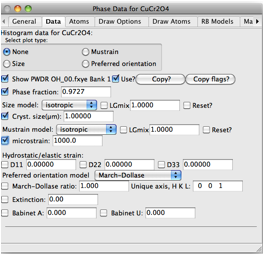 Phase Data for CuCr2O4
General Data Atoms Draw Options Draw Atoms RB Models Ma
Histogram data for CuCr2O4:
Select plot type:
None Mustrain
Size Preferred orientation
Show PWDR OH_00.fxye Bank 1 Use? Copy? Copy flags?
Phase fraction: 0.9727
Size model: isotropic LGmix 1.0000 Reset?
Cryst. size(μm): 1.00000
Mustrain model: isotropic LGmix 1.0000 Reset?
microstrain: 1000.0
Hydrostatic/elastic strain:
D11 0.00000 D22 0.00000 D33 0.00000
Preferred orientation model March-Dollase
March-Dollase ratio: 1.000 Unique axis, H K L: 0 0 1
Extinction: 0.00
Babinet A: 0.000 Babinet U: 0.000